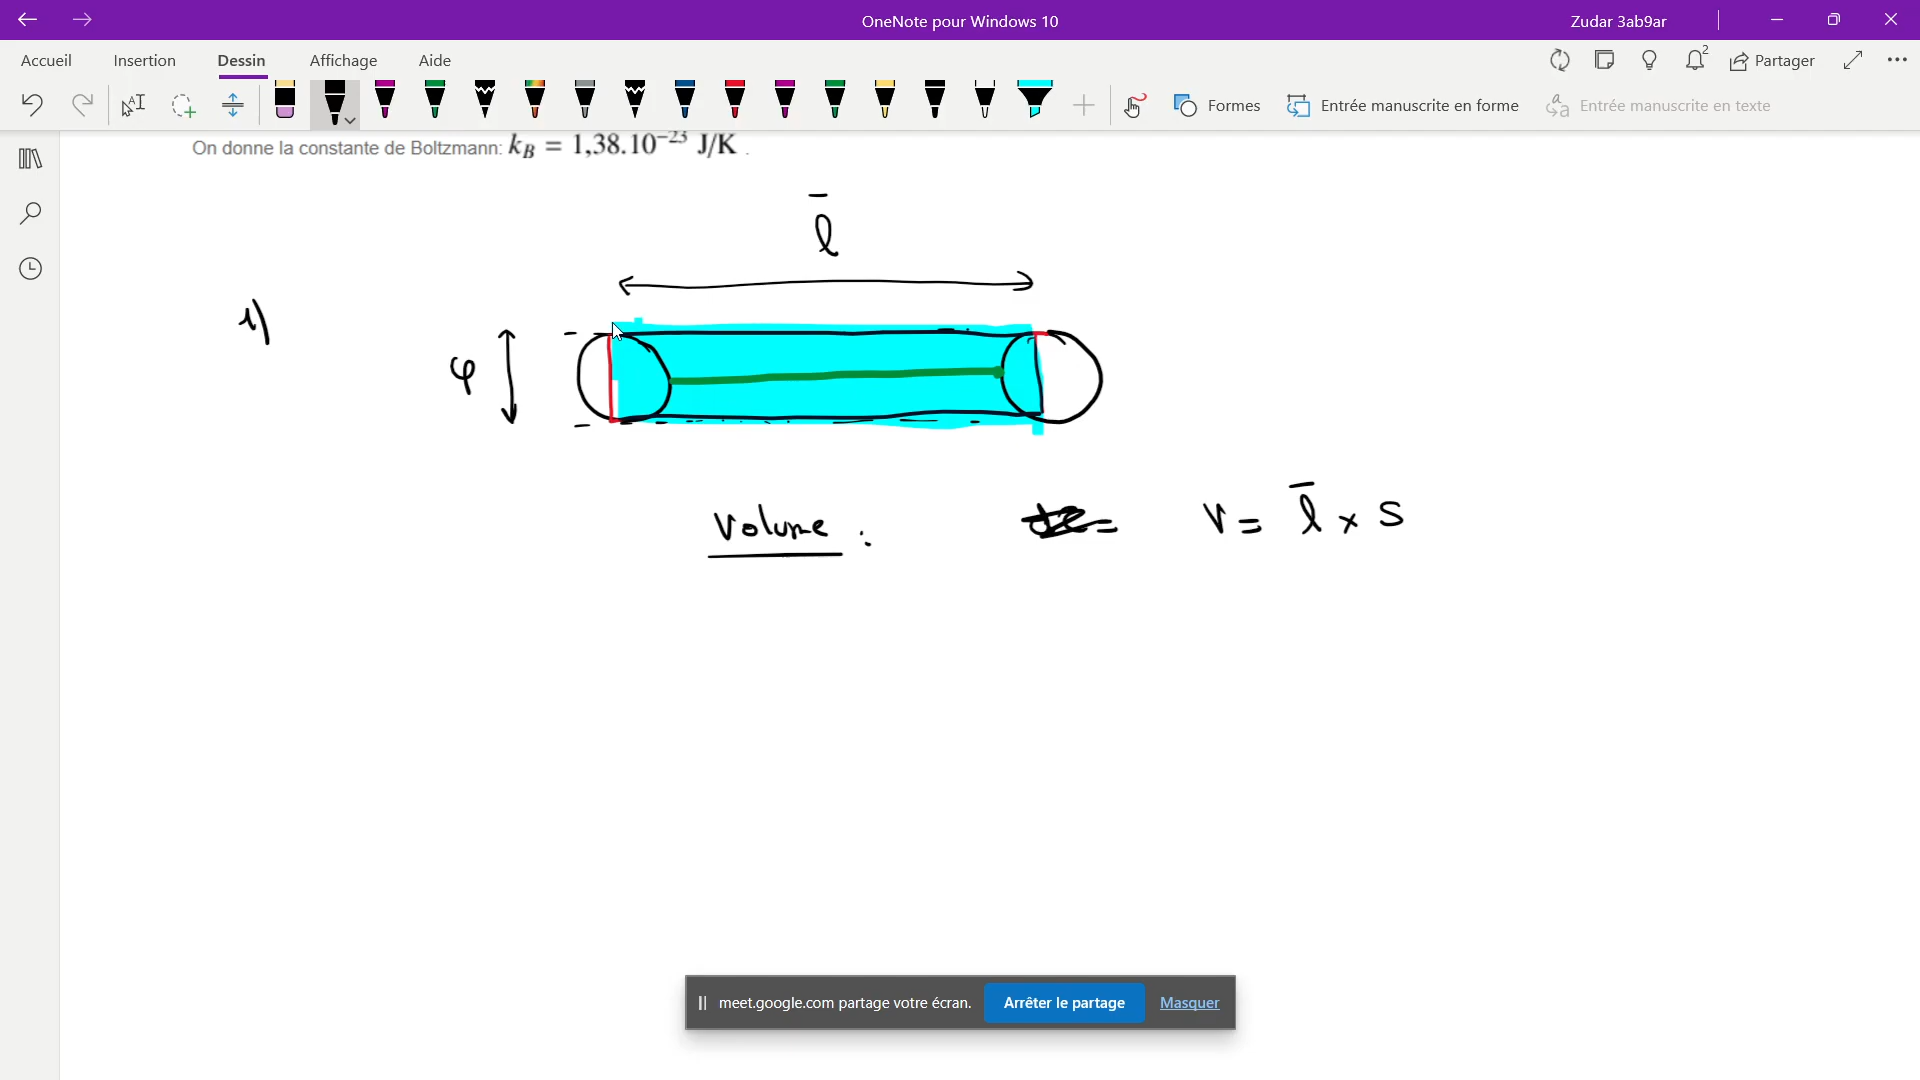 OneNote pour Windows 10
Zudar 3ab9ar
Accueil Insertion Dessin Affichage Aide
2
Partager
Formes Entrée manuscrite en forme Entrée manuscrite en texte
On donne la constante de Boltzmann: k_B = 1,38.10⁻²³ J/K .
l̄
1)
φ
Volume : = V = l̄ × S
meet.google.com partage votre écran. Arrêter le partage Masquer